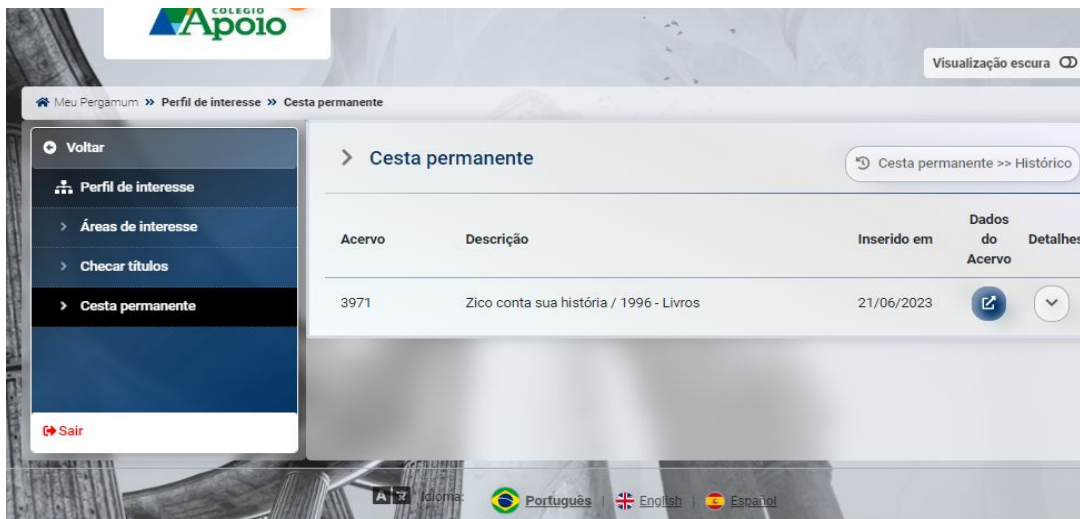 COLÉGIO
Apoio
Visualização escura
Meu Pergamum » Perfil de interesse » Cesta permanente
Voltar
Perfil de interesse
Áreas de interesse
Checar títulos
Cesta permanente
Sair
Cesta permanente
Cesta permanente >> Histórico
Acervo Descrição Inserido em Dados do Acervo Detalhes
3971 Zico conta sua história / 1996 - Livros 21/06/2023
Idioma: Português | English | Español